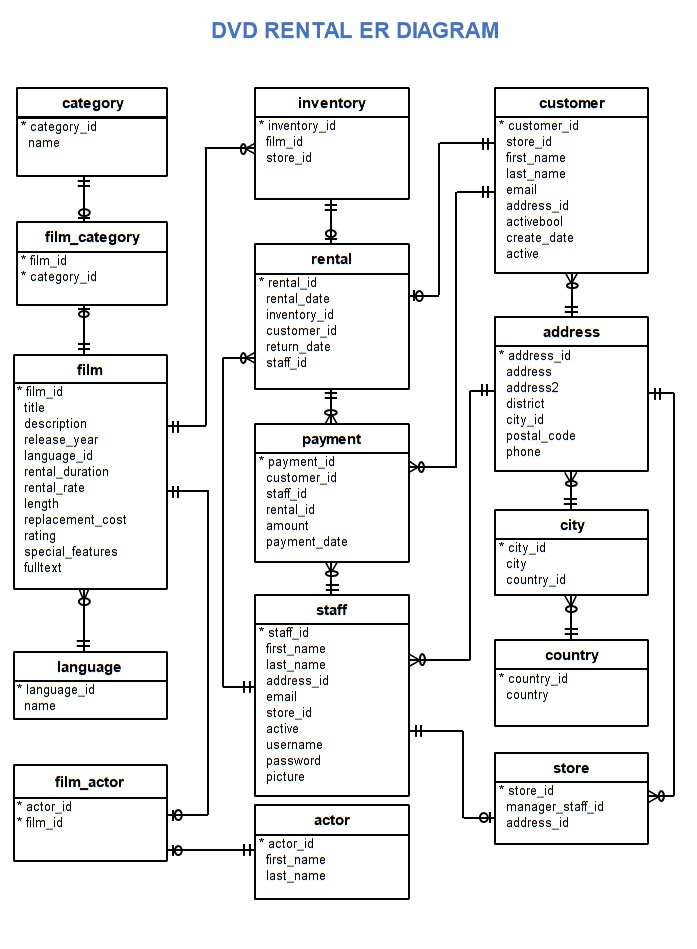 DVD RENTAL ER DIAGRAM
category
* category_id
name
film_category
* film_id
* category_id
film
* film_id
title
description
release_year
language_id
rental_duration
rental_rate
length
replacement_cost
rating
special_features
fulltext
language
* language_id
name
film_actor
* actor_id
* film_id
inventory
* inventory_id
film_id
store_id
rental
* rental_id
rental_date
inventory_id
customer_id
return_date
staff_id
payment
* payment_id
customer_id
staff_id
rental_id
amount
payment_date
staff
* staff_id
first_name
last_name
address_id
email
store_id
active
username
password
picture
actor
* actor_id
first_name
last_name
customer
* customer_id
store_id
first_name
last_name
email
address_id
activebool
create_date
active
address
* address_id
address
address2
district
city_id
postal_code
phone
city
* city_id
city
country_id
country
* country_id
country
store
* store_id
manager_staff_id
address_id